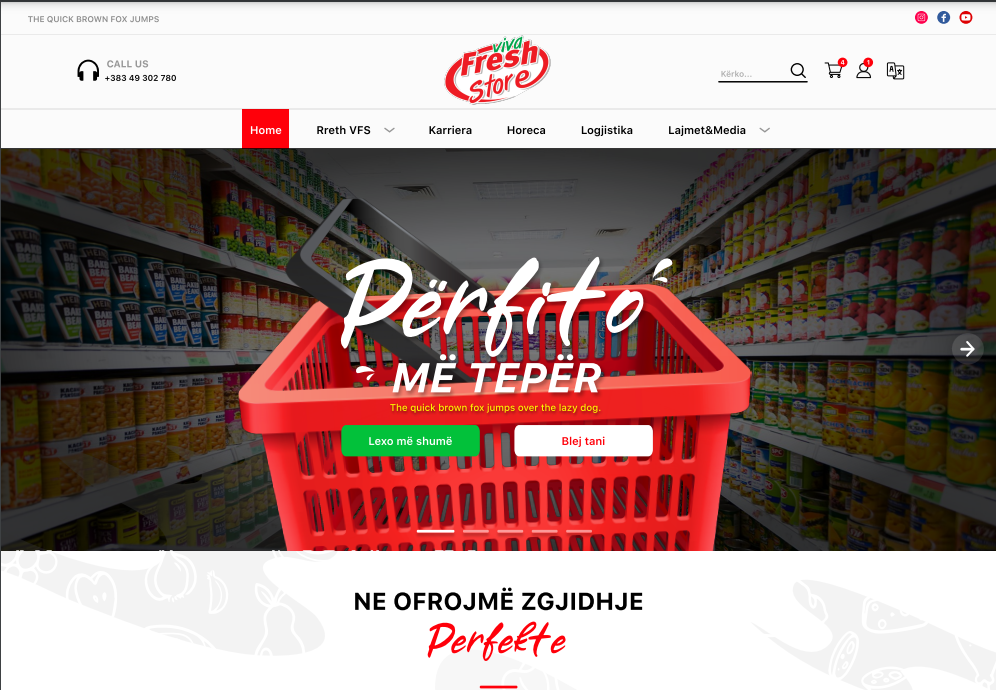 THE QUICK BROWN FOX JUMPS
CALL US
+383 49 302 780
viva
Fresh
Store
Kërko...
4
1
Home
Rreth VFS
Karriera
Horeca
Logjistika
Lajmet&Media
Përfito
MË TEPËR
The quick brown fox jumps over the lazy dog.
Lexo më shumë
Blej tani
NE OFROJMË ZGJIDHJE
Perfekte